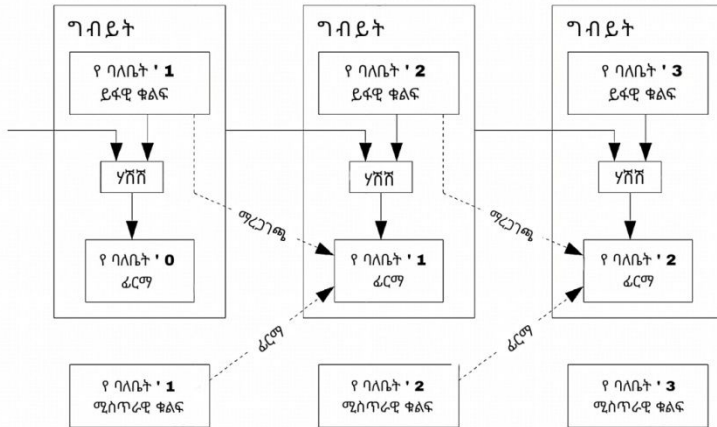 ግብይት
የ ባለቤት ' 1
ይፋዊ ቁልፍ
ሃሽሽ
የ ባለቤት ' 0
ፊርማ
ግብይት
የ ባለቤት ' 2
ይፋዊ ቁልፍ
ሃሽሽ
ማረጋገጫ
የ ባለቤት ' 1
ፊርማ
ግብይት
የ ባለቤት ' 3
ይፋዊ ቁልፍ
ሃሽሽ
ማረጋገጫ
የ ባለቤት ' 2
ፊርማ
ፊርማ
ፊርማ
የ ባለቤት ' 1
ሚስጥራዊ ቁልፍ
የ ባለቤት ' 2
ሚስጥራዊ ቁልፍ
የ ባለቤት ' 3
ሚስጥራዊ ቁልፍ